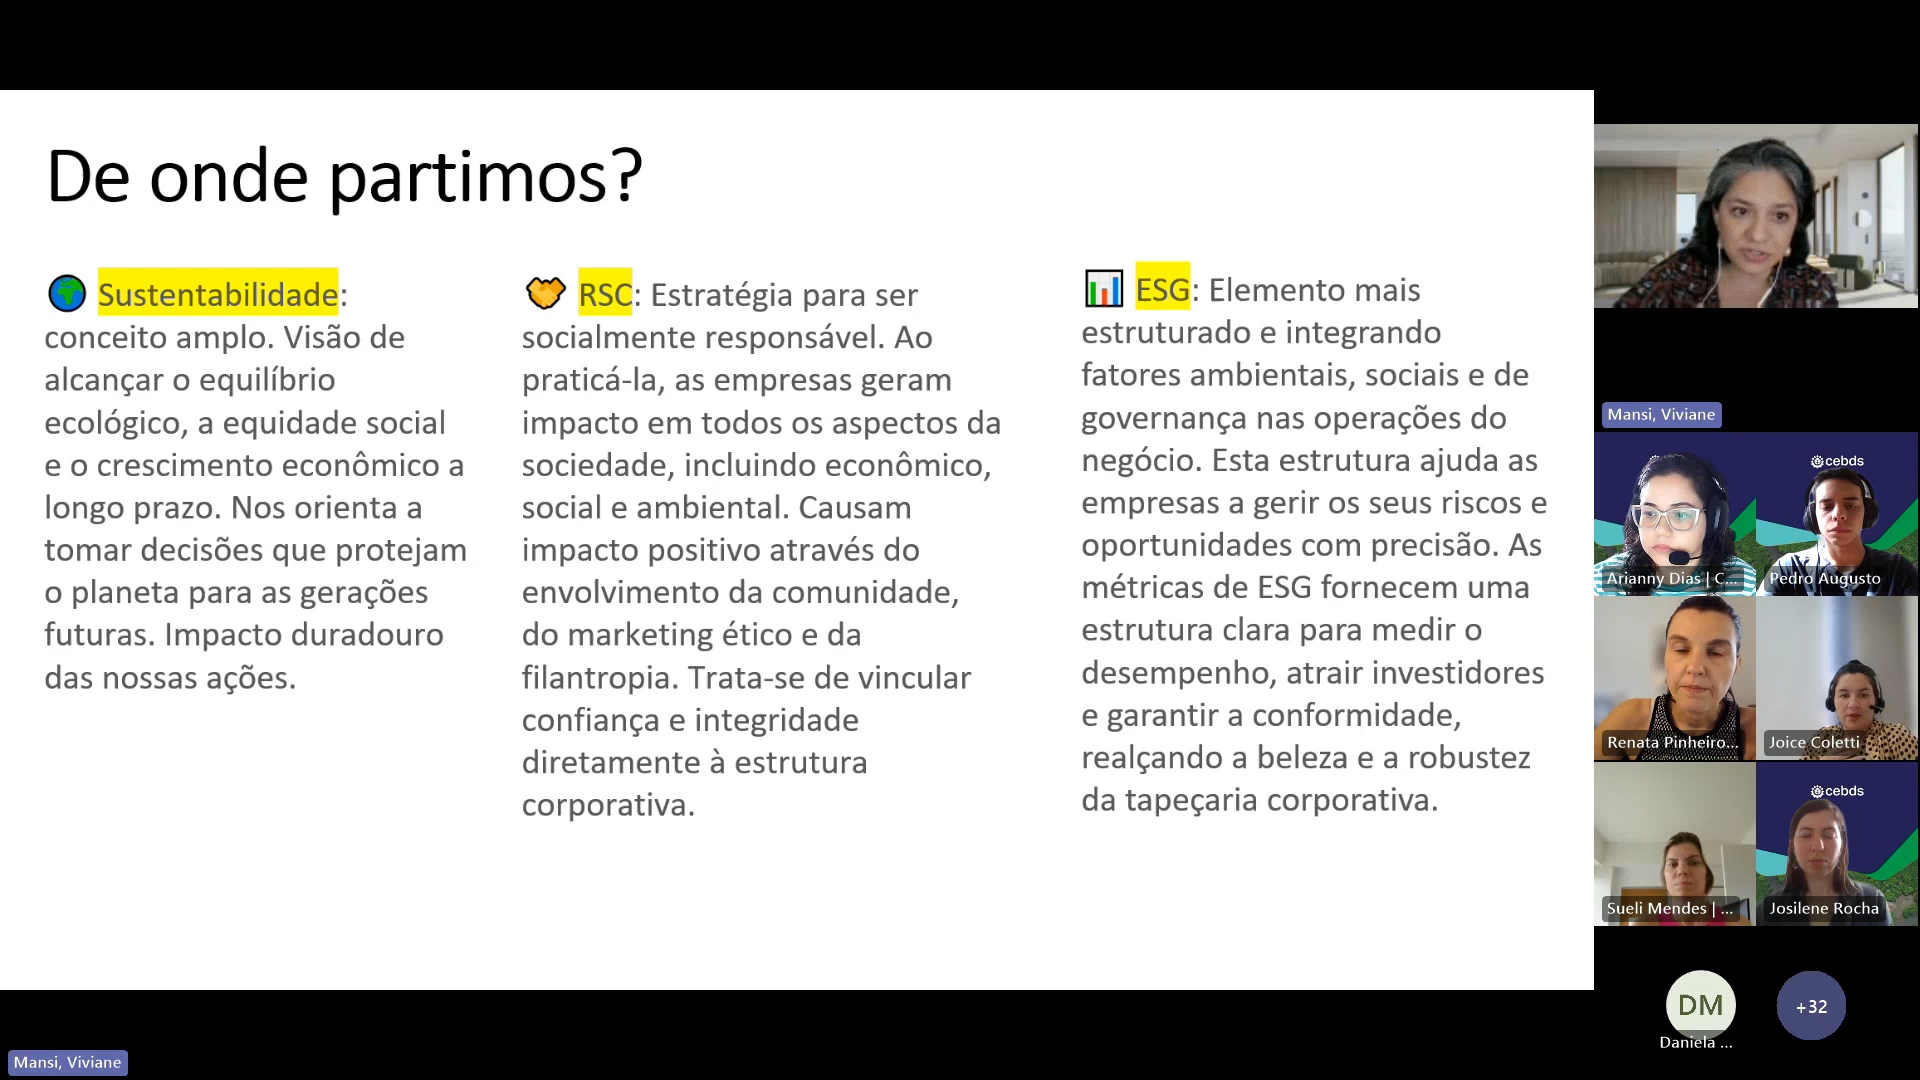 De onde partimos?
Sustentabilidade:
conceito amplo. Visão de
alcançar o equilíbrio
ecológico, a equidade social
e o crescimento econômico a
longo prazo. Nos orienta a
tomar decisões que protejam
o planeta para as gerações
futuras. Impacto duradouro
das nossas ações.
RSC: Estratégia para ser
socialmente responsável. Ao
praticá-la, as empresas geram
impacto em todos os aspectos da
sociedade, incluindo econômico,
social e ambiental. Causam
impacto positivo através do
envolvimento da comunidade,
do marketing ético e da
filantropia. Trata-se de vincular
confiança e integridade
diretamente à estrutura
corporativa.
ESG: Elemento mais
estruturado e integrando
fatores ambientais, sociais e de
governança nas operações do
negócio. Esta estrutura ajuda as
empresas a gerir os seus riscos e
oportunidades com precisão. As
métricas de ESG fornecem uma
estrutura clara para medir o
desempenho, atrair investidores
e garantir a conformidade,
realçando a beleza e a robustez
da tapeçaria corporativa.
Mansi, Viviane
cebds
Arianny Dias | C...
Pedro Augusto
Renata Pinheiro...
Joice Coletti
cebds
Sueli Mendes | ...
Josilene Rocha
DM
+32
Daniela ...
Mansi, Viviane